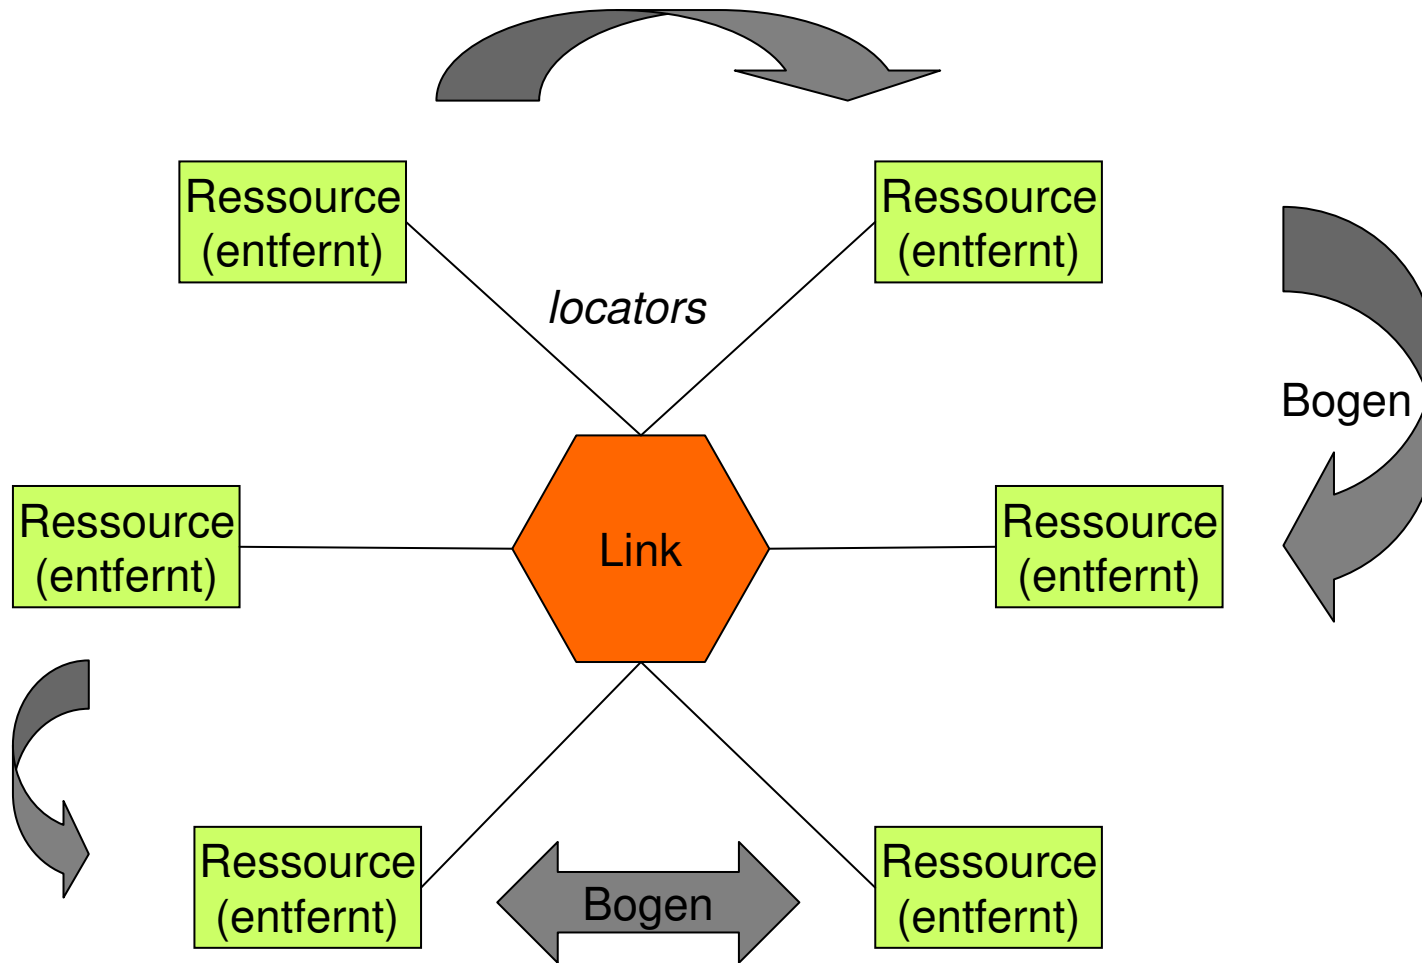 Ressource
(entfernt)
Ressource
(entfernt)
locators
Bogen
Ressource
(entfernt)
Link
Ressource
(entfernt)
Ressource
(entfernt)
Bogen
Ressource
(entfernt)